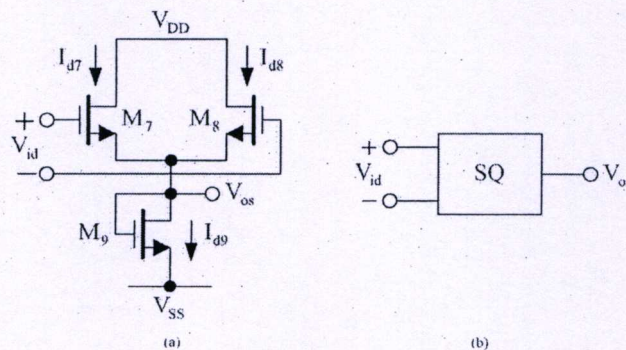 V_DD
I_d7
I_d8
+
M_7
M_8
V_id
−
V_os
M_9
I_d9
V_SS
(a)
+
V_id
−
SQ
V_o
(b)